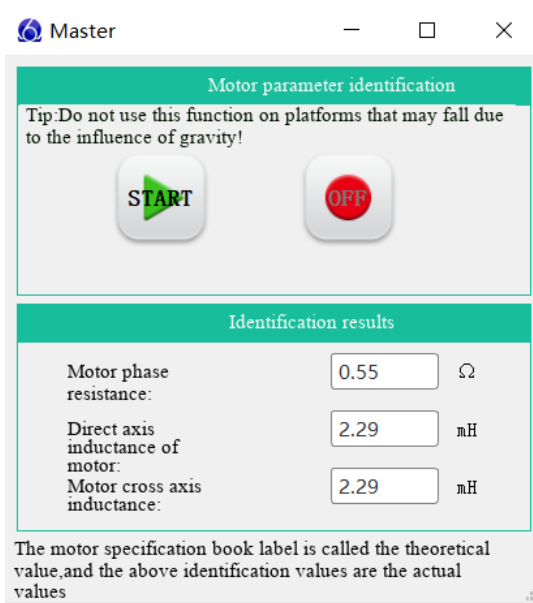 Master
Motor parameter identification
Tip:Do not use this function on platforms that may fall due
to the influence of gravity!
START
OFF
Identification results
Motor phase
resistance:
0.55 Ω
Direct axis
inductance of
motor:
2.29 mH
Motor cross axis
inductance:
2.29 mH
The motor specification book label is called the theoretical
value,and the above identification values are the actual
values